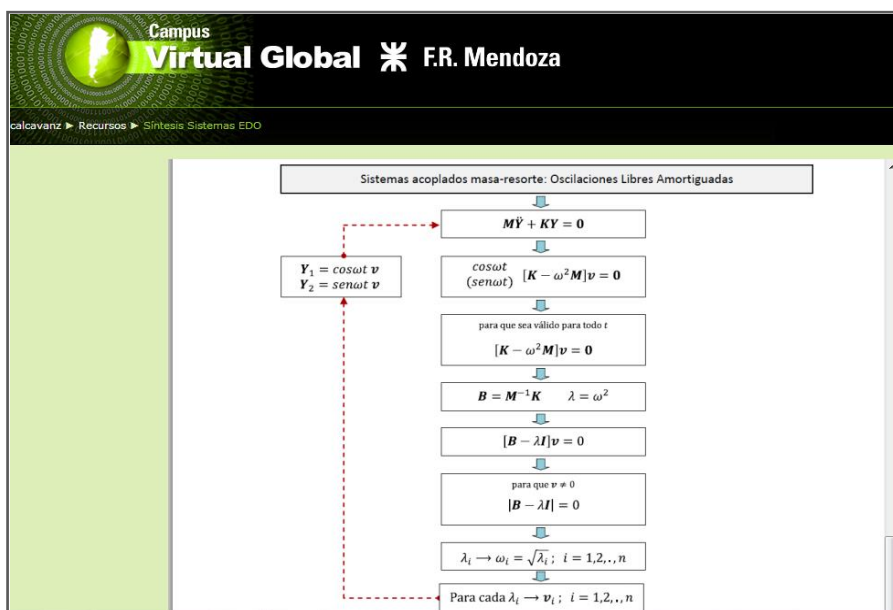 Campus
Virtual Global F.R. Mendoza
calcavanz ► Recursos ► Síntesis Sistemas EDO
Sistemas acoplados masa-resorte: Oscilaciones Libres Amortiguadas
MŸ + KY = 0
Y₁ = cosωt v
Y₂ = senωt v
cosωt
(senωt) [K − ω²M]v = 0
para que sea válido para todo t
[K − ω²M]v = 0
B = M⁻¹K λ = ω²
[B − λI]v = 0
para que v ≠ 0
|B − λI| = 0
λᵢ → ωᵢ = √λᵢ ; i = 1,2,.,n
Para cada λᵢ → vᵢ ; i = 1,2,.,n